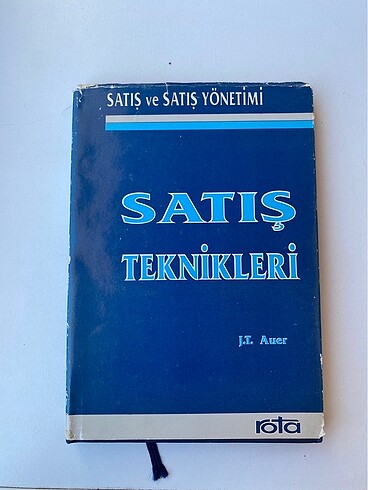 SATIŞ ve SATIŞ YÖNETİMİ
SATIŞ
TEKNİKLERİ
J.T. Auer
rota